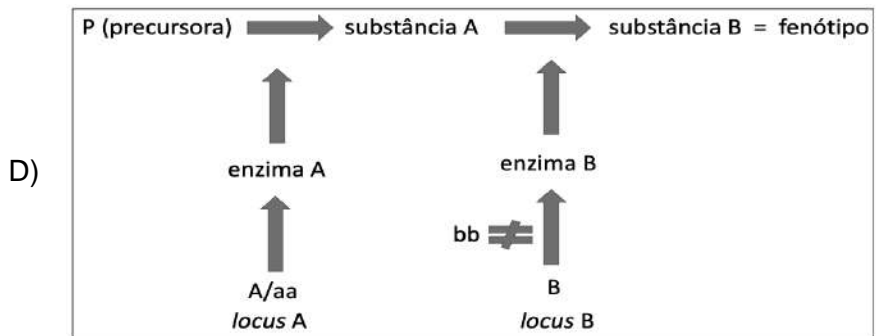 P (precursora) substância A substância B = fenótipo
D)
enzima A enzima B
bb
A/aa B
locus A locus B